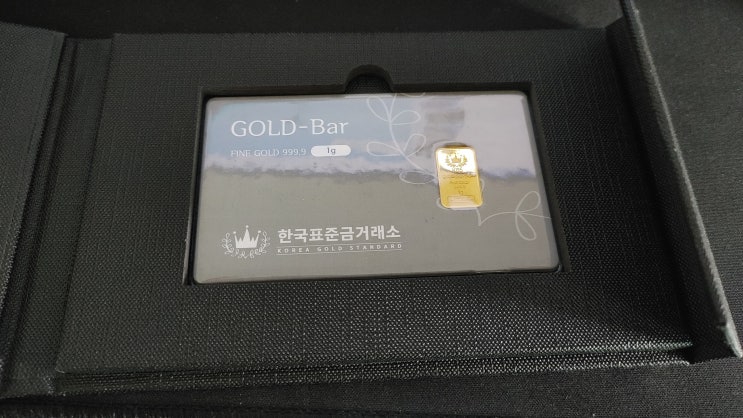 GOLD-Bar
FINE GOLD 999.9 1g
한국표준금거래소
KOREA GOLD STANDARD